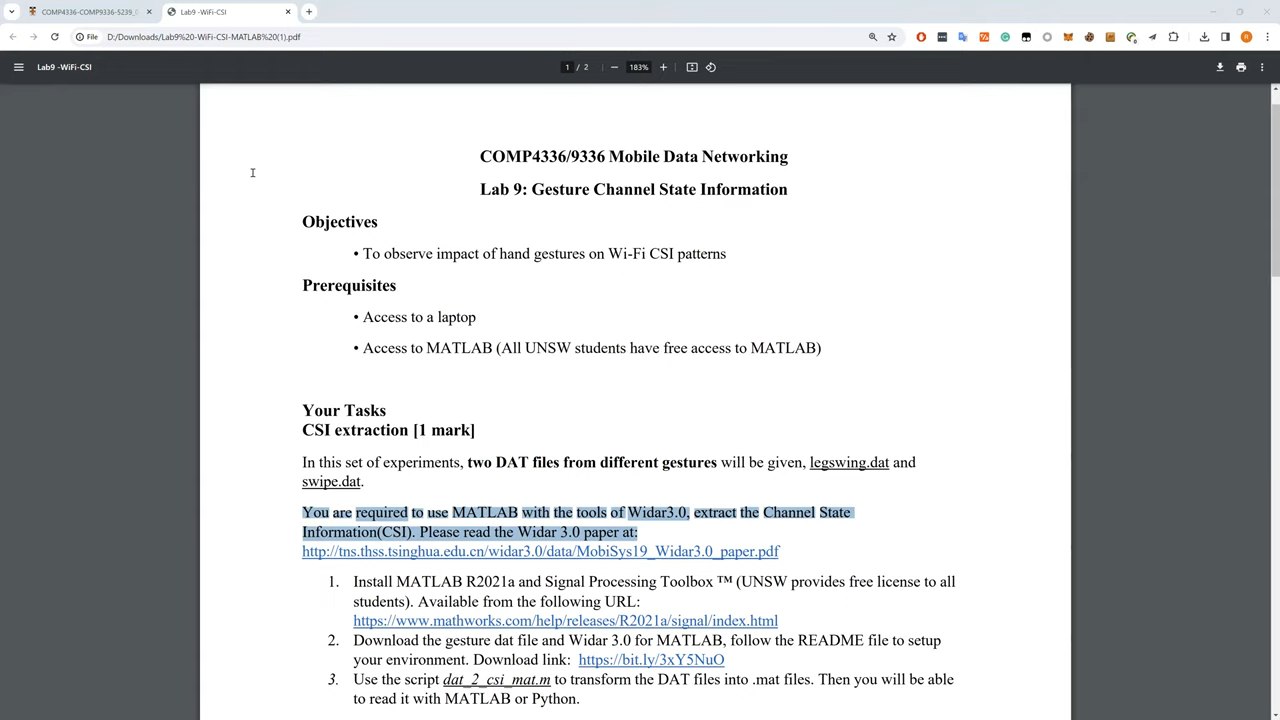 COMP4336-COMP9336-5239_
Lab9 -WiFi-CSI
File
D:/Downloads/Lab9%20-WiFi-CSI-MATLAB%20(1).pdf
Lab9 -WiFi-CSI
1 / 2
183%
COMP4336/9336 Mobile Data Networking
Lab 9: Gesture Channel State Information
Objectives
• To observe impact of hand gestures on Wi-Fi CSI patterns
Prerequisites
• Access to a laptop
• Access to MATLAB (All UNSW students have free access to MATLAB)
Your Tasks
CSI extraction [1 mark]
In this set of experiments, two DAT files from different gestures will be given, legswing.dat and
swipe.dat.
You are required to use MATLAB with the tools of Widar3.0, extract the Channel State
Information(CSI). Please read the Widar 3.0 paper at:
http://tns.thss.tsinghua.edu.cn/widar3.0/data/MobiSys19_Widar3.0_paper.pdf
1. Install MATLAB R2021a and Signal Processing Toolbox ™ (UNSW provides free license to all
students). Available from the following URL:
https://www.mathworks.com/help/releases/R2021a/signal/index.html
2. Download the gesture dat file and Widar 3.0 for MATLAB, follow the README file to setup
your environment. Download link: https://bit.ly/3xY5NuO
3. Use the script dat_2_csi_mat.m to transform the DAT files into .mat files. Then you will be able
to read it with MATLAB or Python.